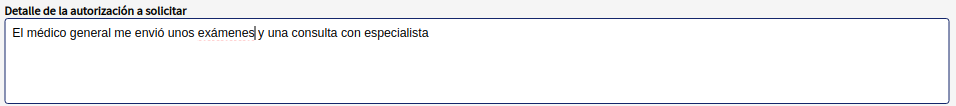 Detalle de la autorización a solicitar
El médico general me envió unos exámenes y una consulta con especialista